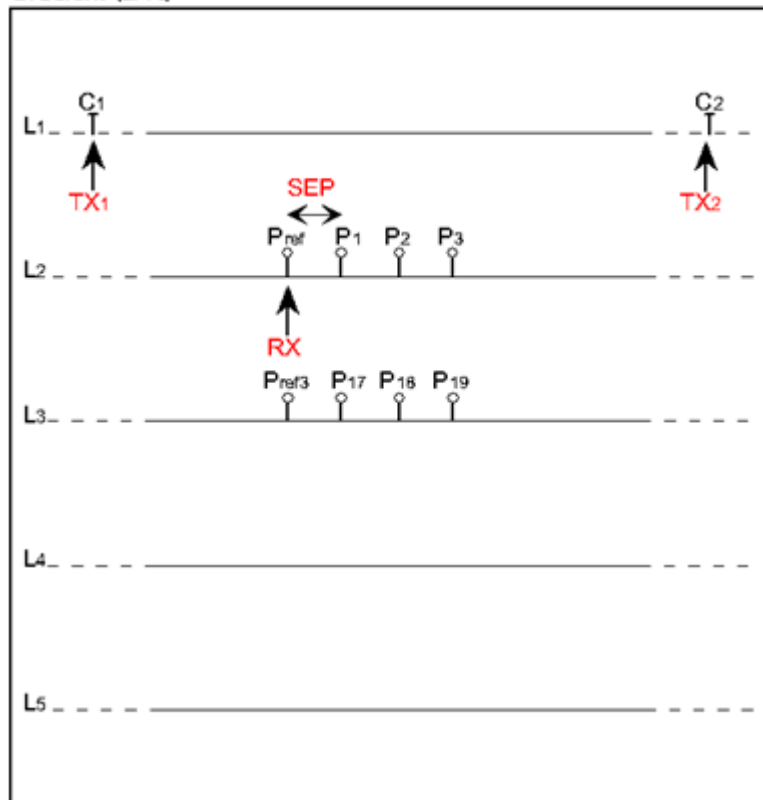 C1 C2
L1
TX1 TX2
SEP
Pref P1 P2 P3
L2
RX
Pref3 P17 P18 P19
L3
L4
L5